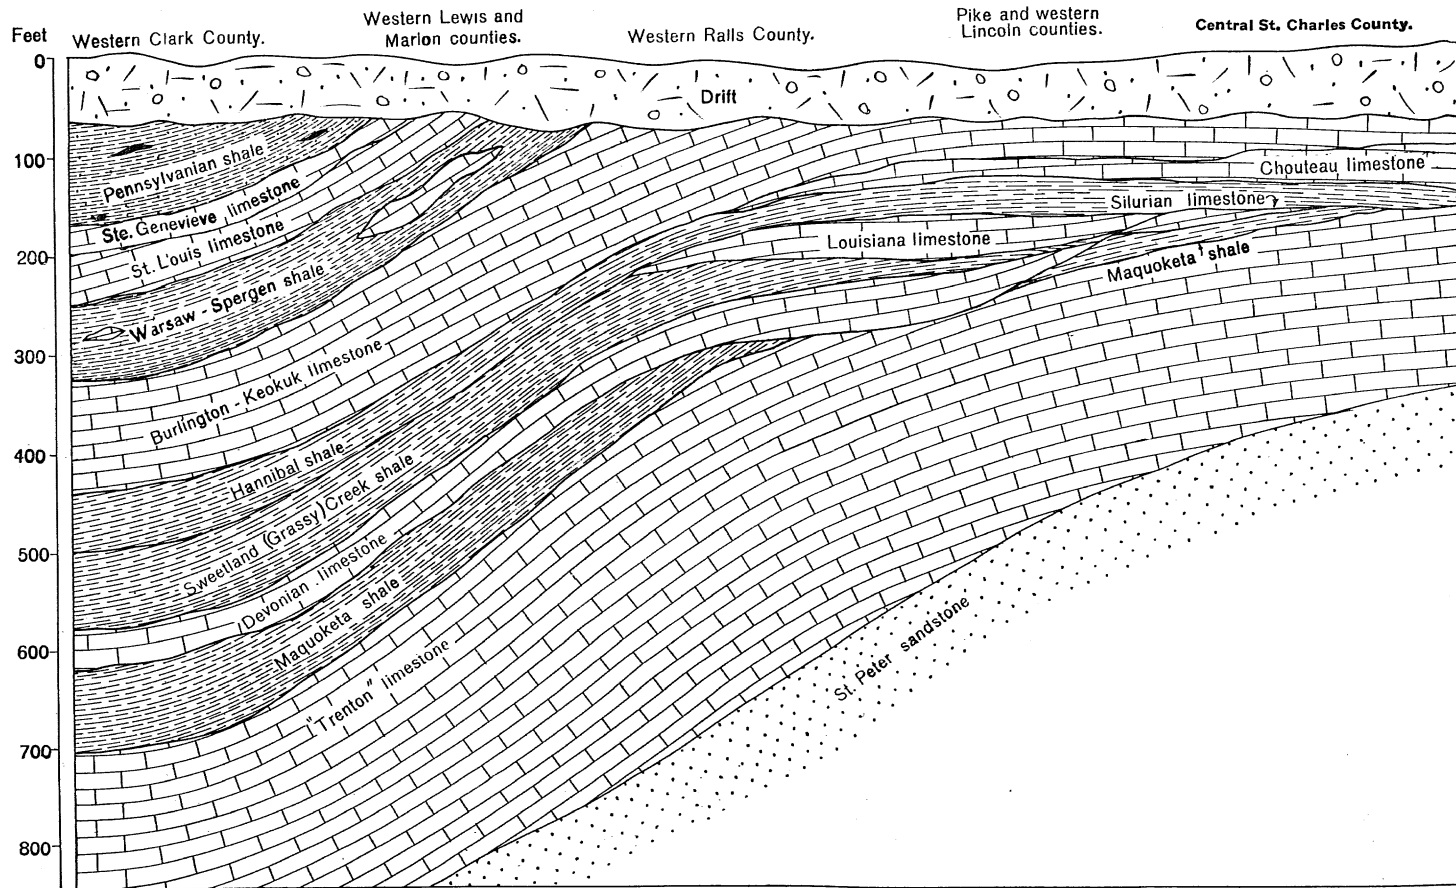 Feet
Western Clark County.
Western Lewis and
Marion counties.
Western Ralls County.
Pike and western
Lincoln counties.
Central St. Charles County.
0
100
200
300
400
500
600
700
800
Drift
Pennsylvanian shale
Ste. Genevieve limestone
St. Louis limestone
Warsaw - Spergen shale
Burlington - Keokuk limestone
Hannibal shale
Sweetland (Grassy) Creek shale
Devonian limestone
Maquoketa shale
"Trenton" limestone
St. Peter sandstone
Chouteau limestone
Silurian limestone
Louisiana limestone
Maquoketa shale